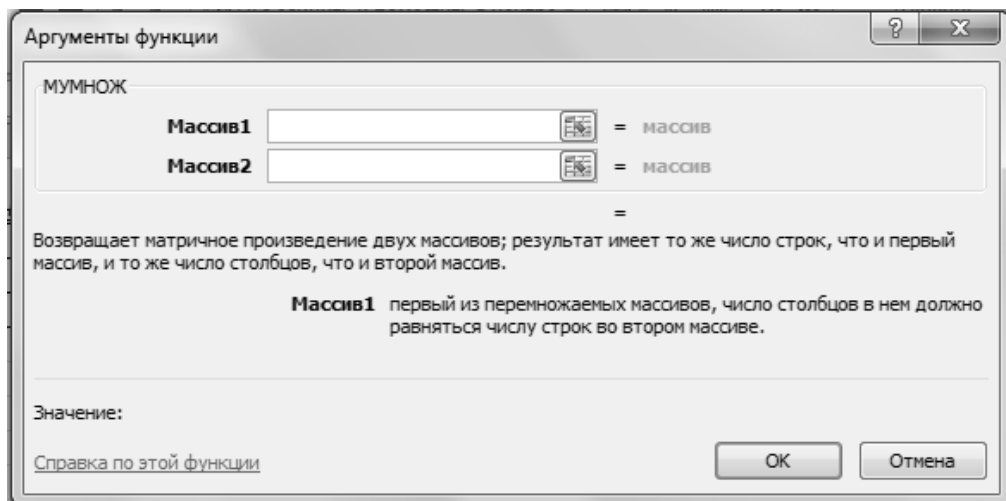 Аргументы функции
МУМНОЖ
Массив1 = массив
Массив2 = массив
=
Возвращает матричное произведение двух массивов; результат имеет то же число строк, что и первый
массив, и то же число столбцов, что и второй массив.
Массив1 первый из перемножаемых массивов, число столбцов в нем должно
равняться числу строк во втором массиве.
Значение:
Справка по этой функции
OK Отмена